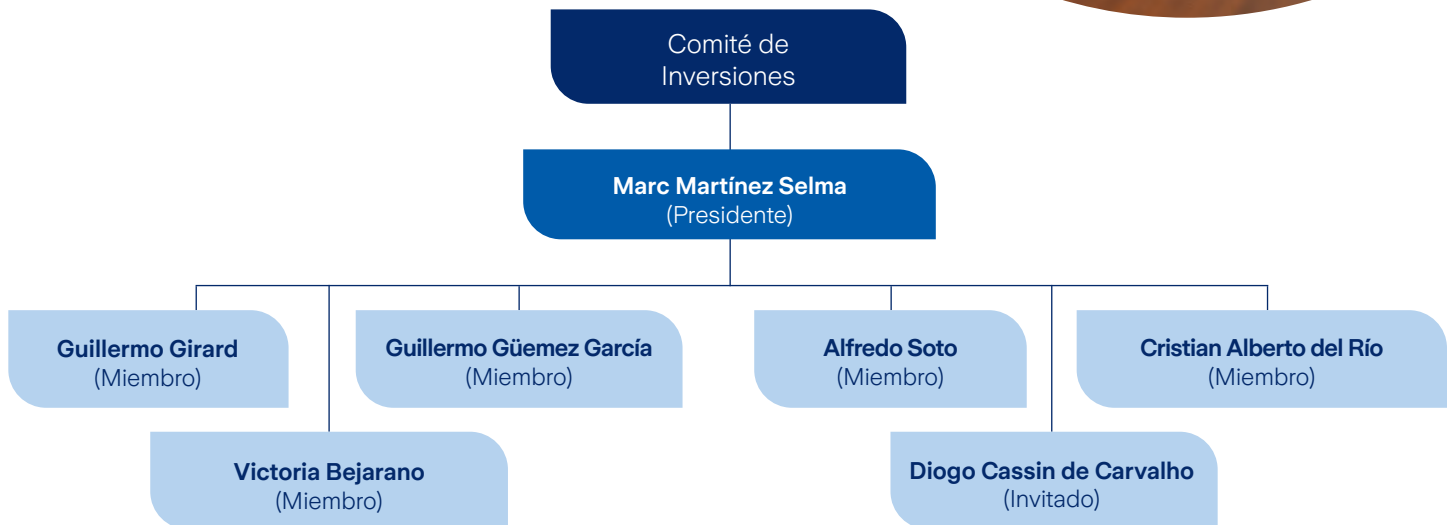 Comité de
Inversiones
Marc Martínez Selma
(Presidente)
Guillermo Girard
(Miembro)
Guillermo Güemez García
(Miembro)
Alfredo Soto
(Miembro)
Cristian Alberto del Río
(Miembro)
Victoria Bejarano
(Miembro)
Diogo Cassin de Carvalho
(Invitado)